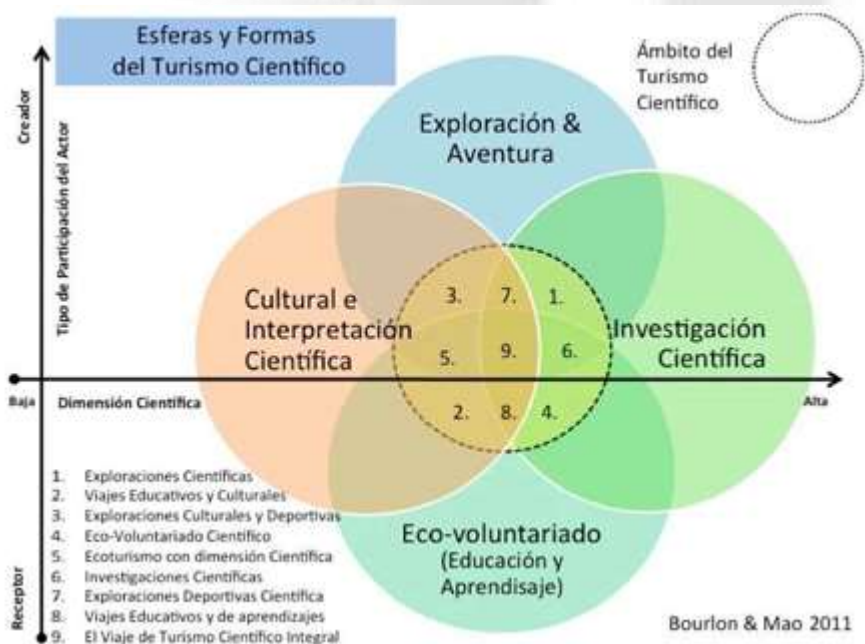 Esferas y Formas
del Turismo Científico
Ámbito del
Turismo
Científico
Creador
Tipo de Participación del Actor
Exploración &
Aventura
Cultural e
Interpretación
Científica
Investigación
Científica
3.
7.
1.
5.
9.
6.
2.
8.
4.
Baja
Dimensión Científica
Alta
1. Exploraciones Científicas
2. Viajes Educativos y Culturales
3. Exploraciones Culturales y Deportivas
4. Eco-Voluntariado Científico
5. Ecoturismo con dimensión Científica
6. Investigaciones Científicas
7. Exploraciones Deportivas Científica
8. Viajes Educativos y de aprendizajes
9. El Viaje de Turismo Científico Integral
Receptor
Eco-voluntariado
(Educación y
Aprendisaje)
Bourlon & Mao 2011